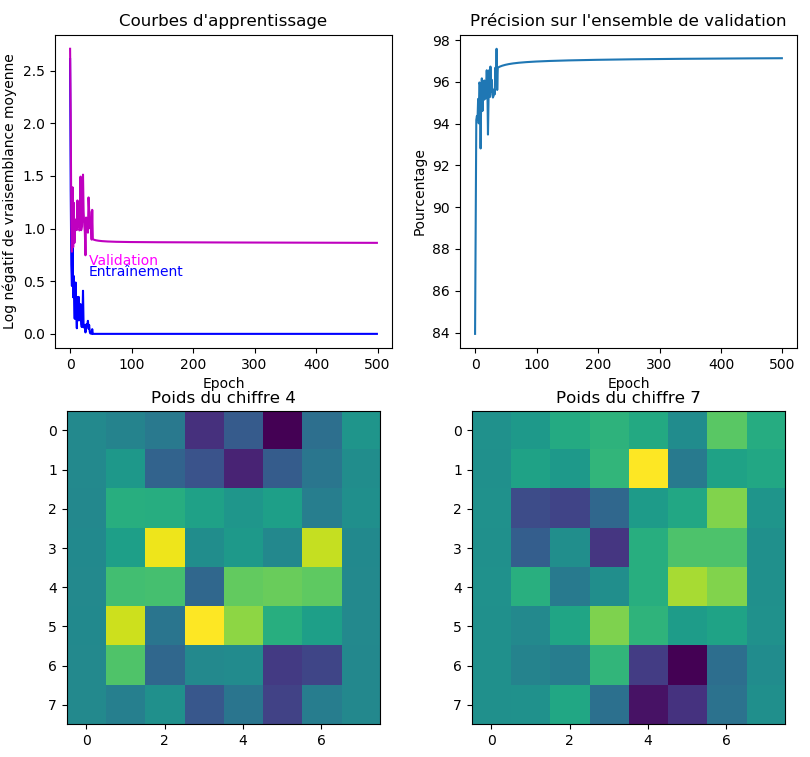 Courbes d'apprentissage
Log négatif de vraisemblance moyenne
2.5
2.0
1.5
1.0
0.5
0.0
Validation
Entraînement
0 100 200 300 400 500
Epoch
Précision sur l'ensemble de validation
Pourcentage
98
96
94
92
90
88
86
84
0 100 200 300 400 500
Epoch
Poids du chiffre 4
0
1
2
3
4
5
6
7
0 2 4 6
Poids du chiffre 7
0
1
2
3
4
5
6
7
0 2 4 6